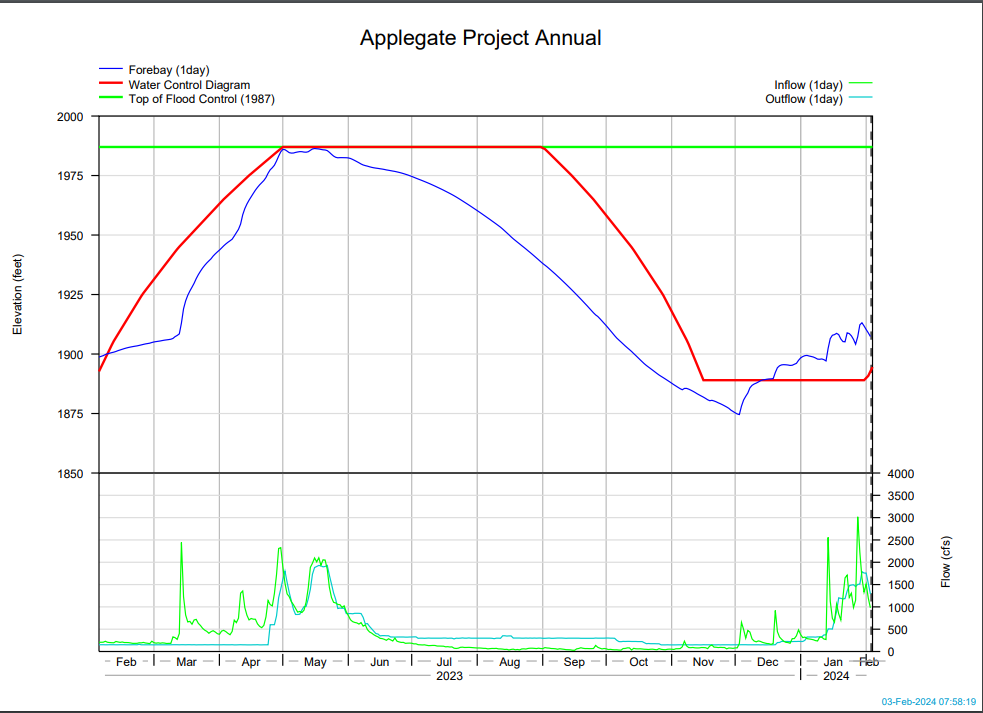 Applegate Project Annual
Forebay (1day)
Water Control Diagram
Top of Flood Control (1987)
Inflow (1day)
Outflow (1day)
2000
1975
1950
1925
1900
1875
1850
Elevation (feet)
4000
3500
3000
2500
2000
1500
1000
500
0
Flow (cfs)
Feb Mar Apr May Jun Jul Aug Sep Oct Nov Dec Jan Feb
2023 2024
03-Feb-2024 07:58:19